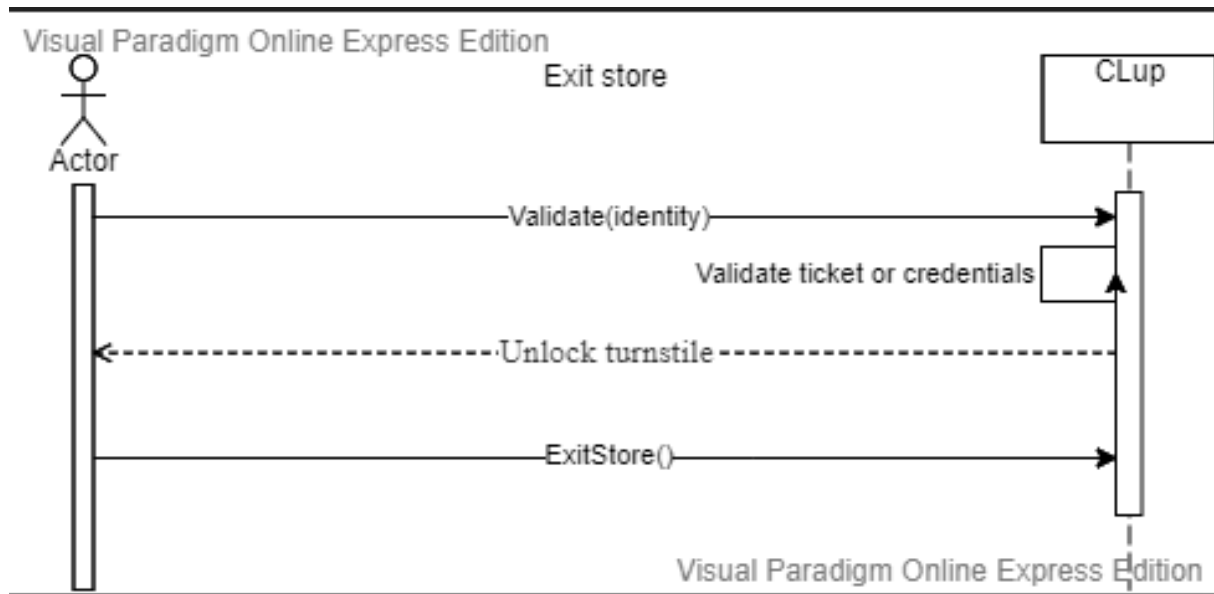 Visual Paradigm Online Express Edition
Exit store
CLup
Actor
Validate(identity)
Validate ticket or credentials
Unlock turnstile
ExitStore()
Visual Paradigm Online Express Edition